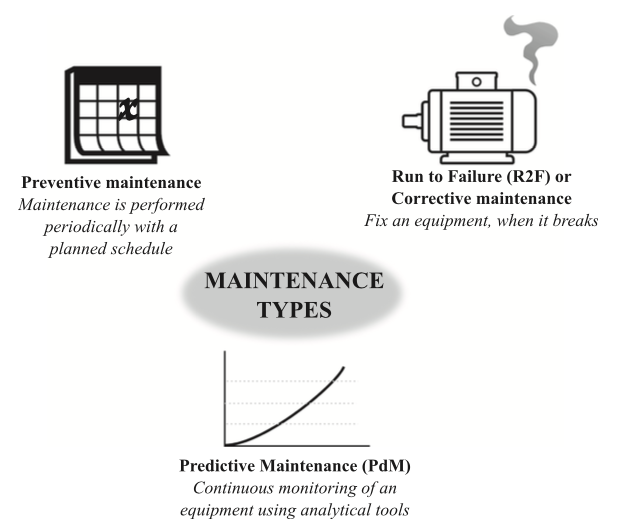 x
Preventive maintenance
Maintenance is performed
periodically with a
planned schedule
Run to Failure (R2F) or
Corrective maintenance
Fix an equipment, when it breaks
MAINTENANCE
TYPES
Predictive Maintenance (PdM)
Continuous monitoring of an
equipment using analytical tools